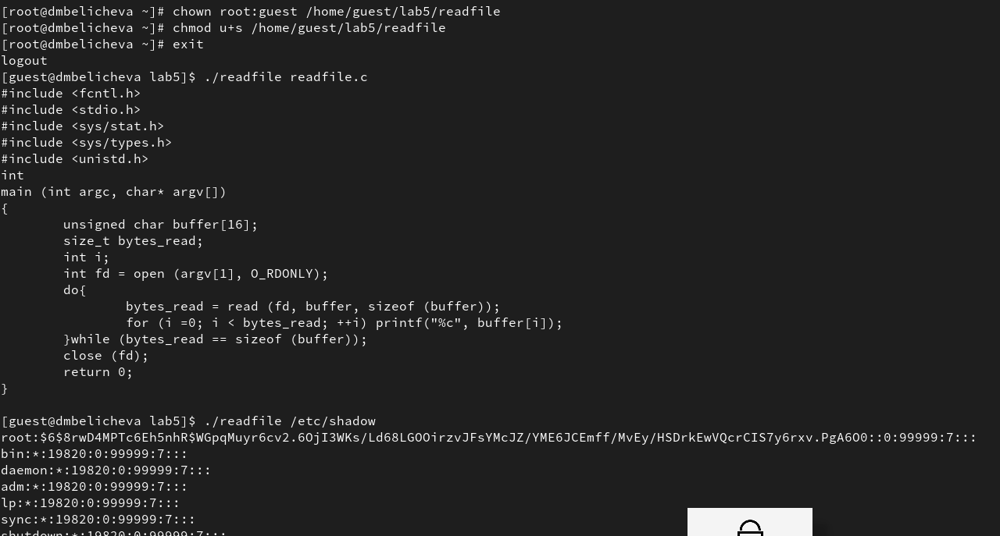 [root@dmbelicheva ~]# chown root:guest /home/guest/lab5/readfile
[root@dmbelicheva ~]# chmod u+s /home/guest/lab5/readfile
[root@dmbelicheva ~]# exit
logout
[guest@dmbelicheva lab5]$ ./readfile readfile.c
#include <fcntl.h>
#include <stdio.h>
#include <sys/stat.h>
#include <sys/types.h>
#include <unistd.h>
int
main (int argc, char* argv[])
{
        unsigned char buffer[16];
        size_t bytes_read;
        int i;
        int fd = open (argv[1], O_RDONLY);
        do{
                bytes_read = read (fd, buffer, sizeof (buffer));
                for (i =0; i < bytes_read; ++i) printf("%c", buffer[i]);
        }while (bytes_read == sizeof (buffer));
        close (fd);
        return 0;
}
[guest@dmbelicheva lab5]$ ./readfile /etc/shadow
root:$6$8rwD4MPTc6Eh5nhR$WGpqMuyr6cv2.6OjI3WKs/Ld68LGOOirzvJFsYMcJZ/YME6JCEmff/MvEy/HSDrkEwVQcrCIS7y6rxv.PgA6O0::0:99999:7:::
bin:*:19820:0:99999:7:::
daemon:*:19820:0:99999:7:::
adm:*:19820:0:99999:7:::
lp:*:19820:0:99999:7:::
sync:*:19820:0:99999:7:::
shutdown:*:19820:0:99999:7:::